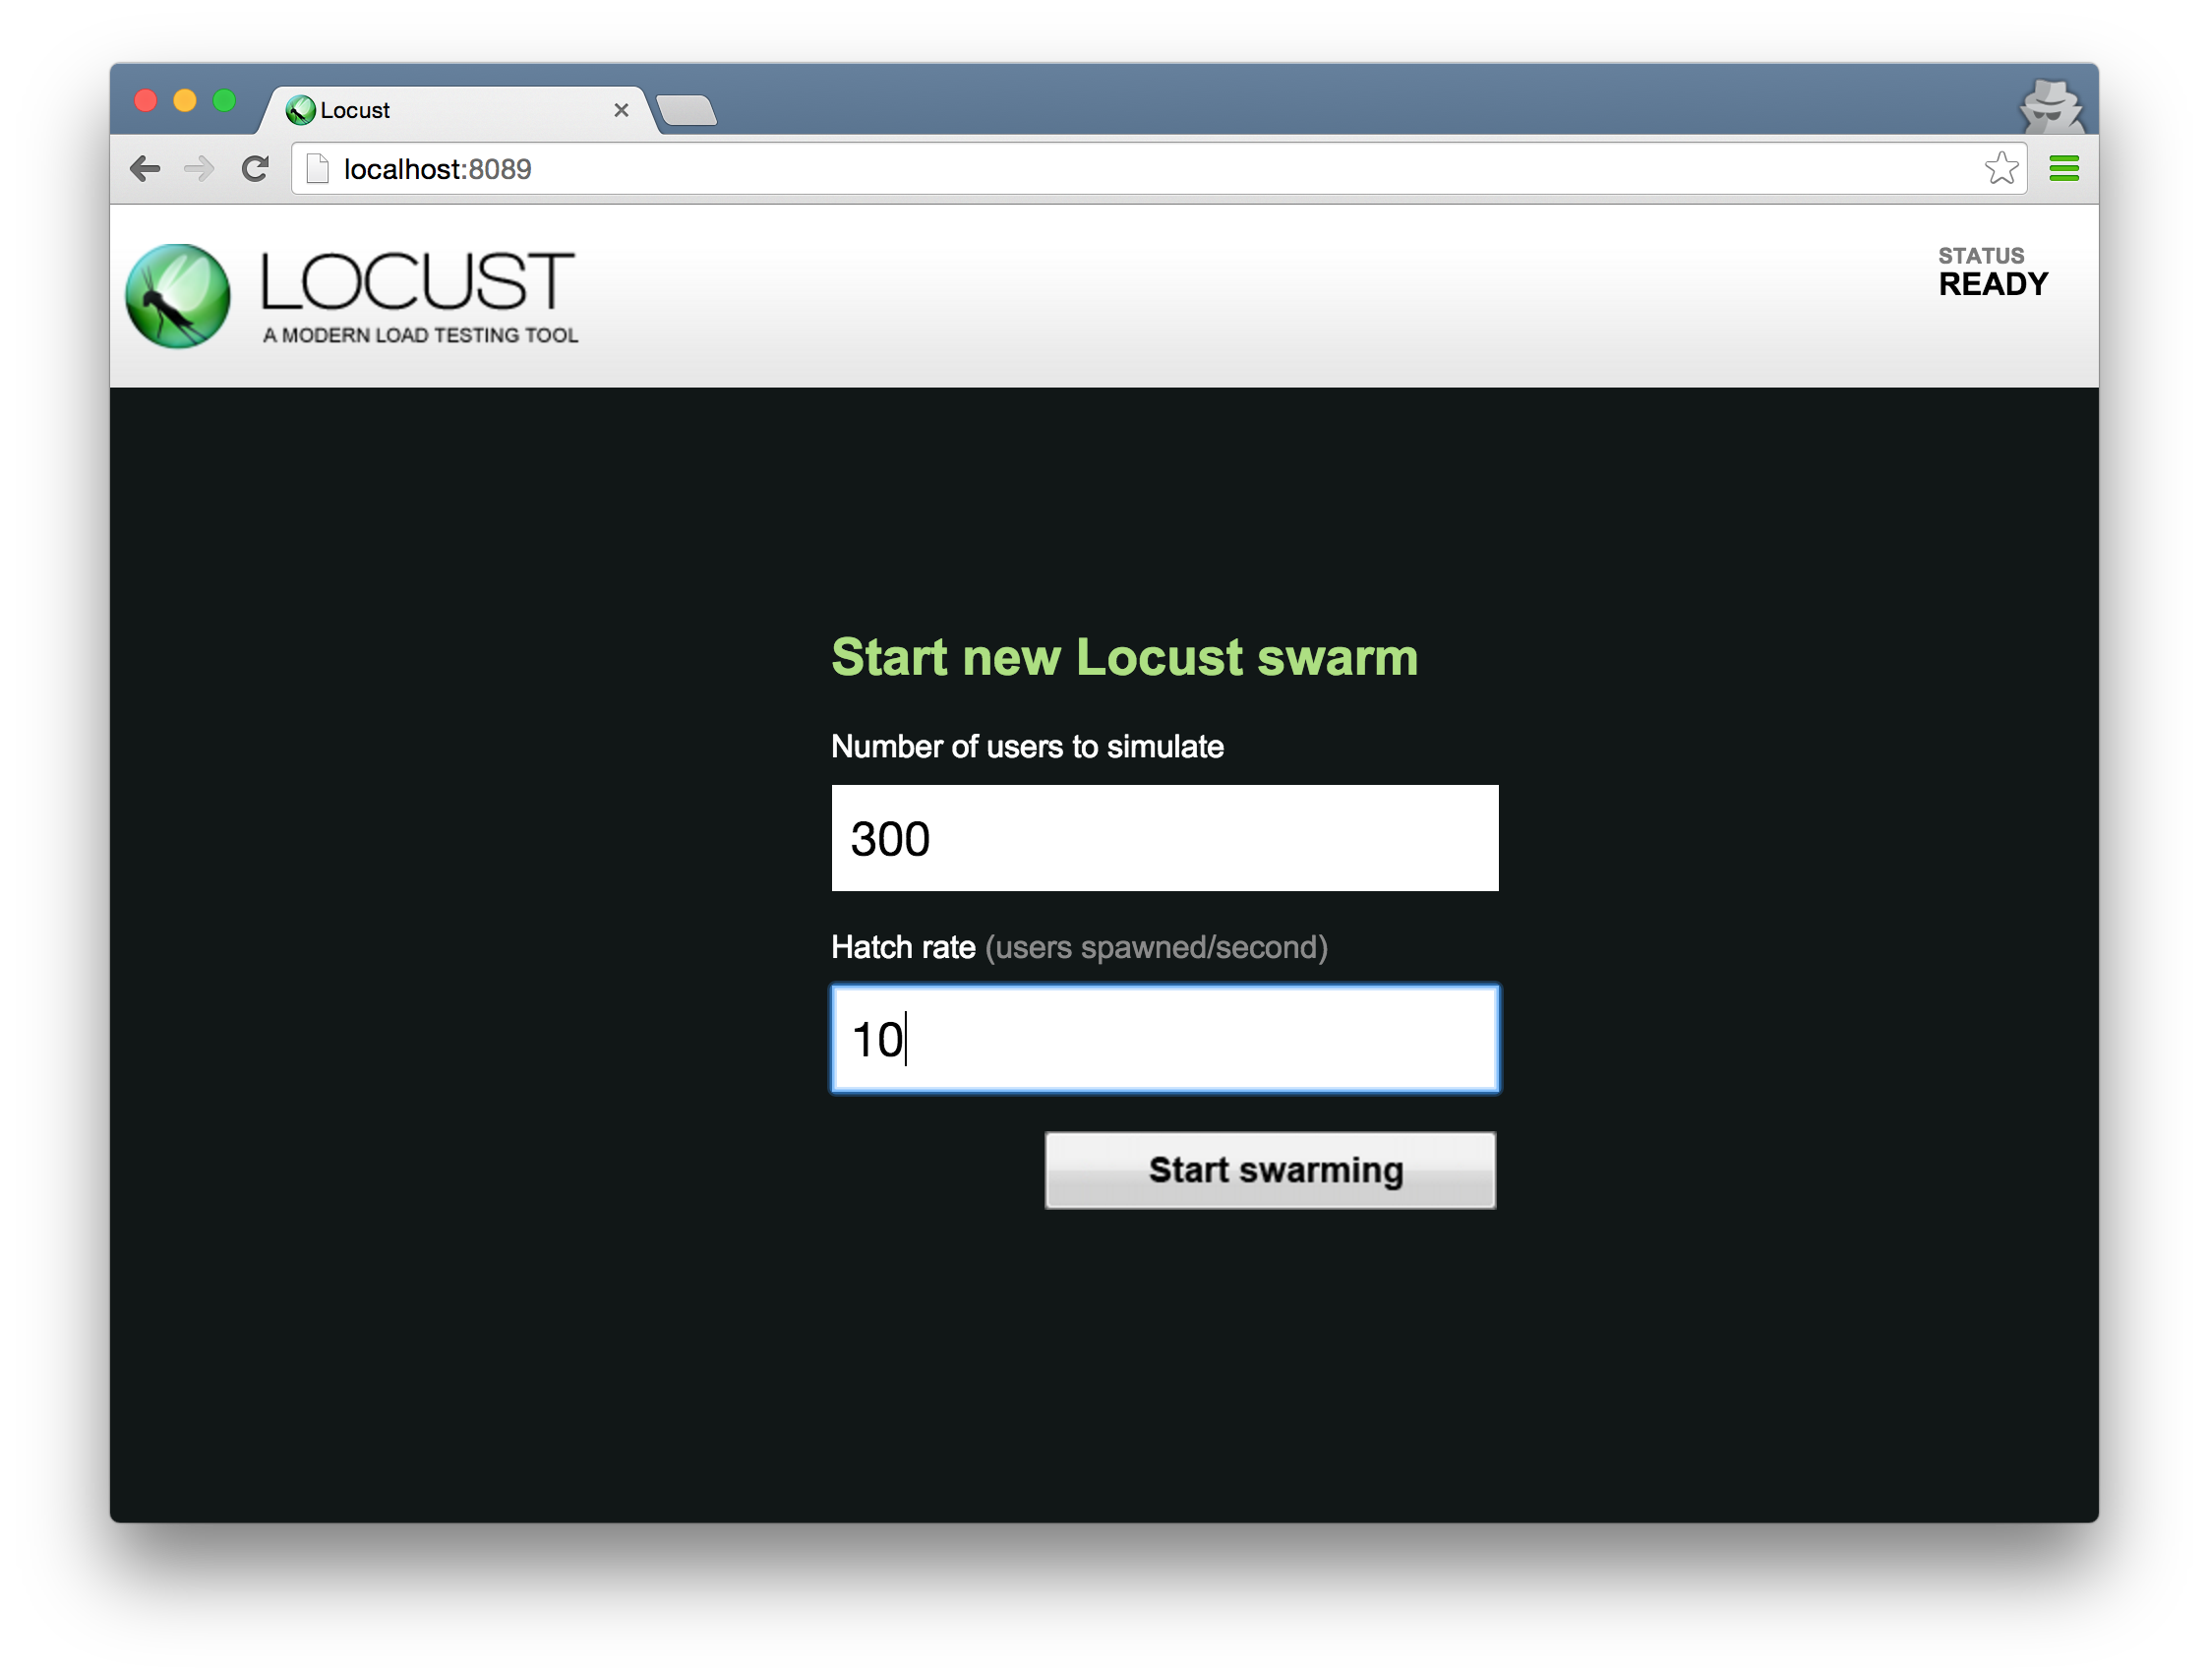 Locust
localhost:8089
LOCUST
A MODERN LOAD TESTING TOOL
STATUS
READY
Start new Locust swarm
Number of users to simulate
300
Hatch rate (users spawned/second)
10
Start swarming